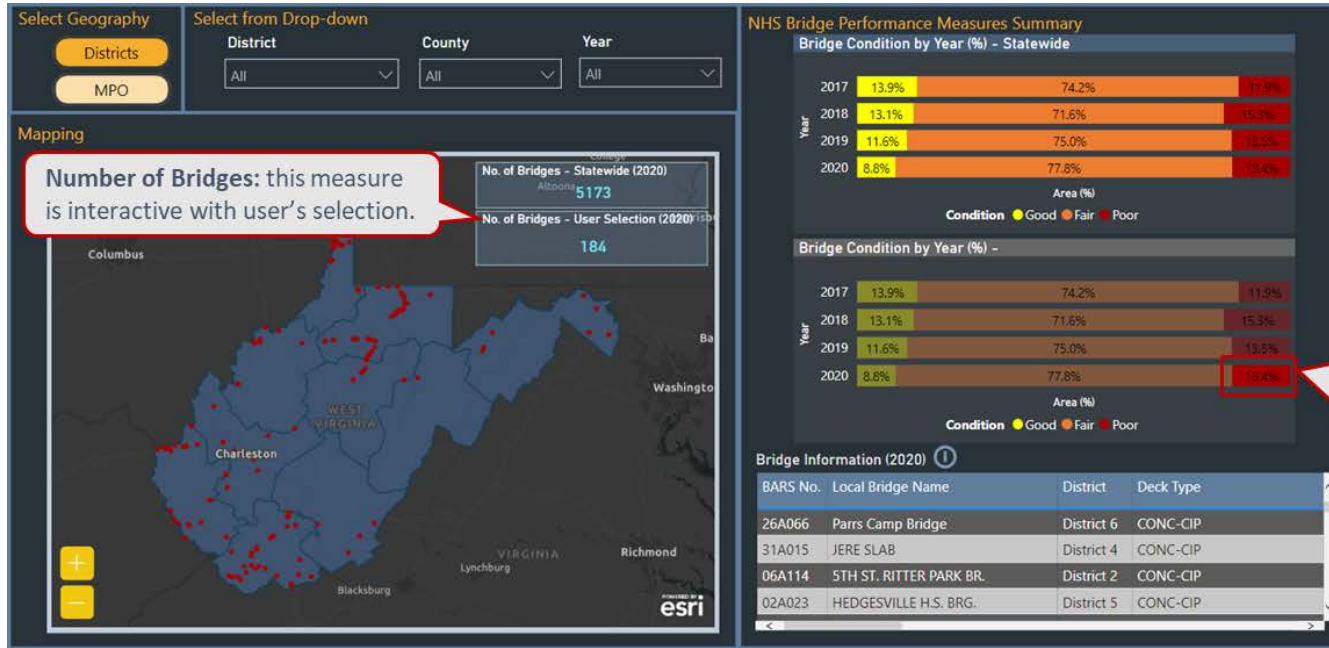 Select Geography
Districts
MPO
Select from Drop-down
District
County
Year
All
All
All
Mapping
Number of Bridges: this measure
is interactive with user's selection.
College
No. of Bridges - Statewide (2020)
Altoona
5173
No. of Bridges - User Selection (2020)
184
Columbus
Washingto
WEST
VIRGINIA
Charleston
VIRGINIA
Richmond
Lynchburg
Blacksburg
+
POWERED BY
esri
NHS Bridge Performance Measures Summary
Bridge Condition by Year (%) - Statewide
Year
2017 13.9% 74.2% 11.9%
2018 13.1% 71.6% 15.3%
2019 11.6% 75.0% 13.5%
2020 8.8% 77.8% 13.4%
Area (%)
Condition Good Fair Poor
Bridge Condition by Year (%) -
Year
2017 13.9% 74.2% 11.9%
2018 13.1% 71.6% 15.3%
2019 11.6% 75.0% 13.5%
2020 8.8% 77.8% 13.4%
Area (%)
Condition Good Fair Poor
Bridge Information (2020) i
BARS No. Local Bridge Name District Deck Type
26A066 Parrs Camp Bridge District 6 CONC-CIP
31A015 JERE SLAB District 4 CONC-CIP
06A114 5TH ST. RITTER PARK BR. District 2 CONC-CIP
02A023 HEDGESVILLE H.S. BRG. District 5 CONC-CIP